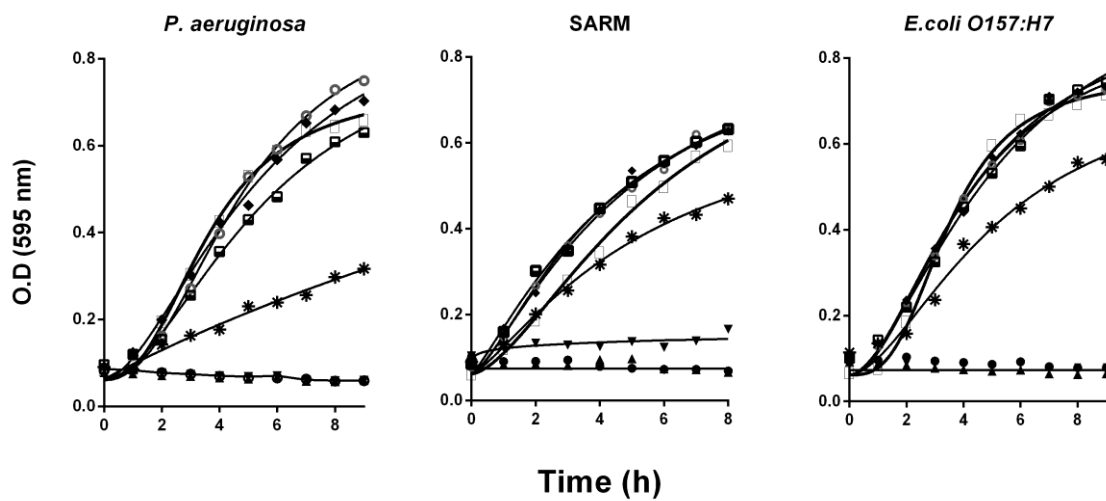 P. aeruginosa SARM E.coli O157:H7
O.D (595 nm)
0.8 0.8 0.8
0.6 0.6 0.6
0.4 0.4 0.4
0.2 0.2 0.2
0.0 0.0 0.0
0 2 4 6 8 0 2 4 6 8 0 2 4 6 8
Time (h)